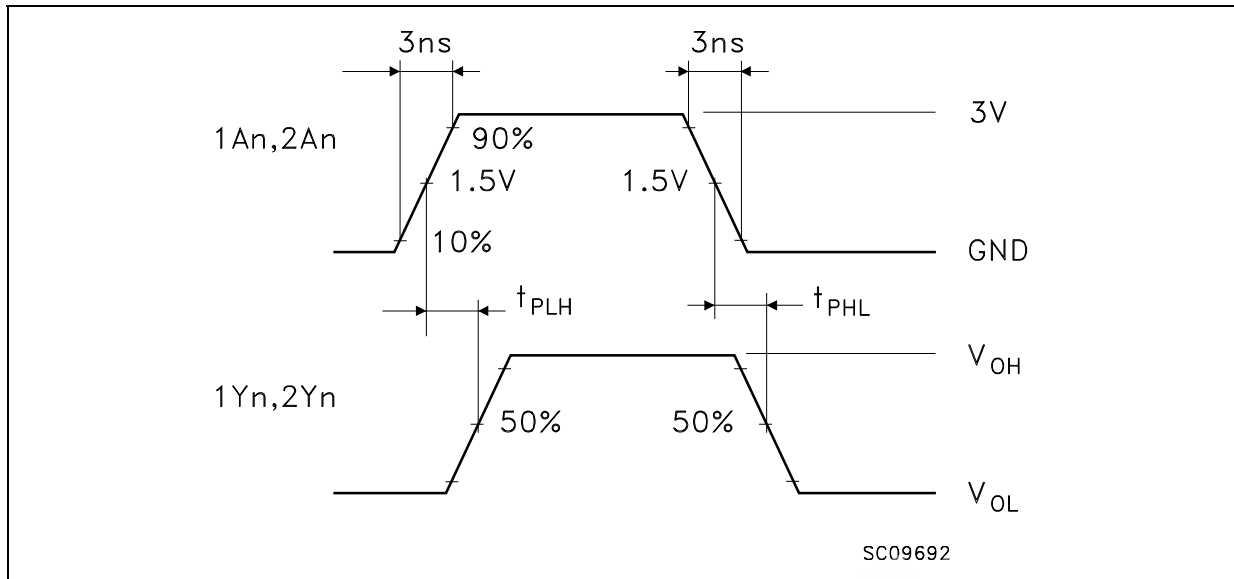 3ns 3ns
3V
1An,2An
90%
1.5V 1.5V
10%
GND
tPLH tPHL
VOH
1Yn,2Yn
50% 50%
VOL
SC09692